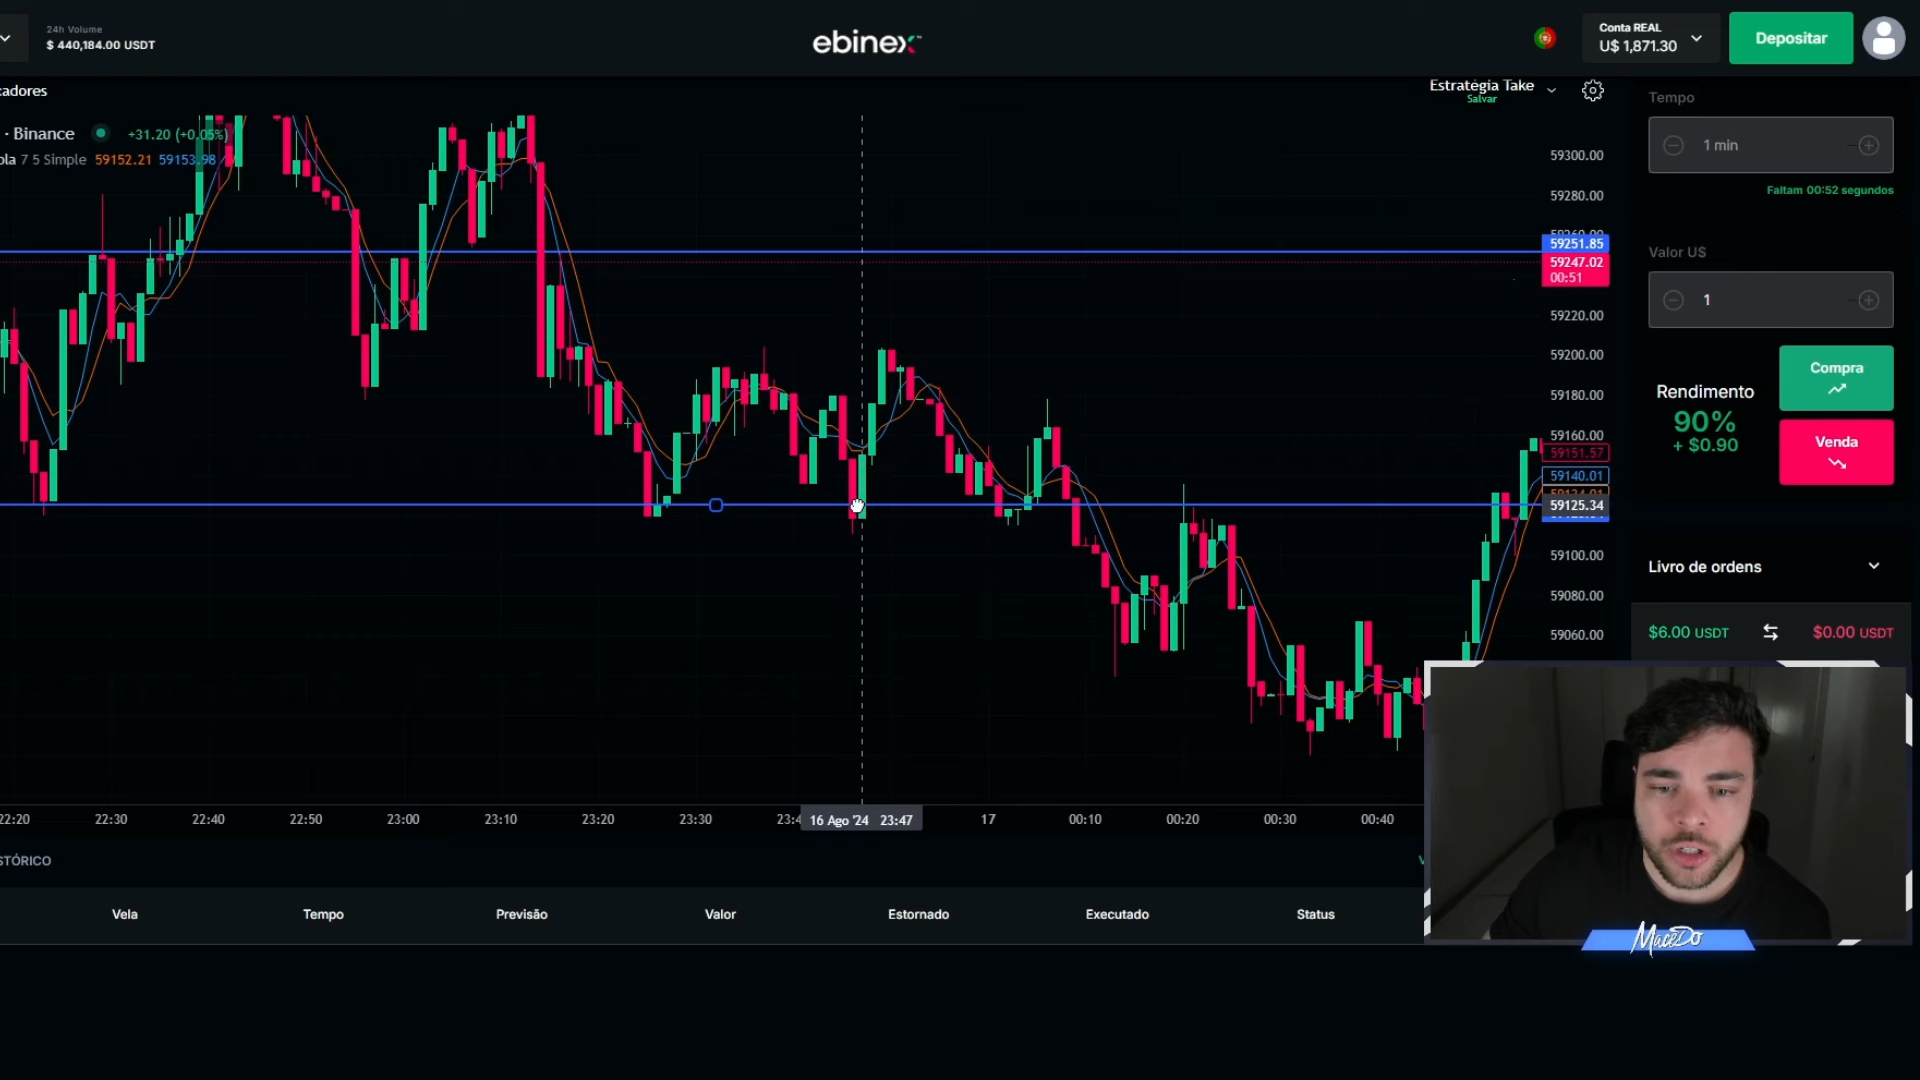 24h Volume
$ 440,184.00 USDT
ebinex
Conta REAL
U$ 1,871.30
Depositar
cadores
Estratégia Take
Salvar
· Binance
+31.20 (+0.05%)
ola 7 5 Simple 59152.21 59153.98
59300.00
59280.00
59260.00
59251.85
59247.02
00:51
59220.00
59200.00
59180.00
59160.00
59151.57
59140.01
59125.34
59100.00
59080.00
59060.00
Tempo
1 min
Faltam 00:52 segundos
Valor U$
1
Rendimento
90%
+ $0.90
Compra
Venda
Livro de ordens
$6.00 USDT
$0.00 USDT
22:20
22:30
22:40
22:50
23:00
23:10
23:20
23:30
23:4
16 Ago '24 23:47
17
00:10
00:20
00:30
00:40
STÓRICO
Vela
Tempo
Previsão
Valor
Estornado
Executado
Status
MaceDo